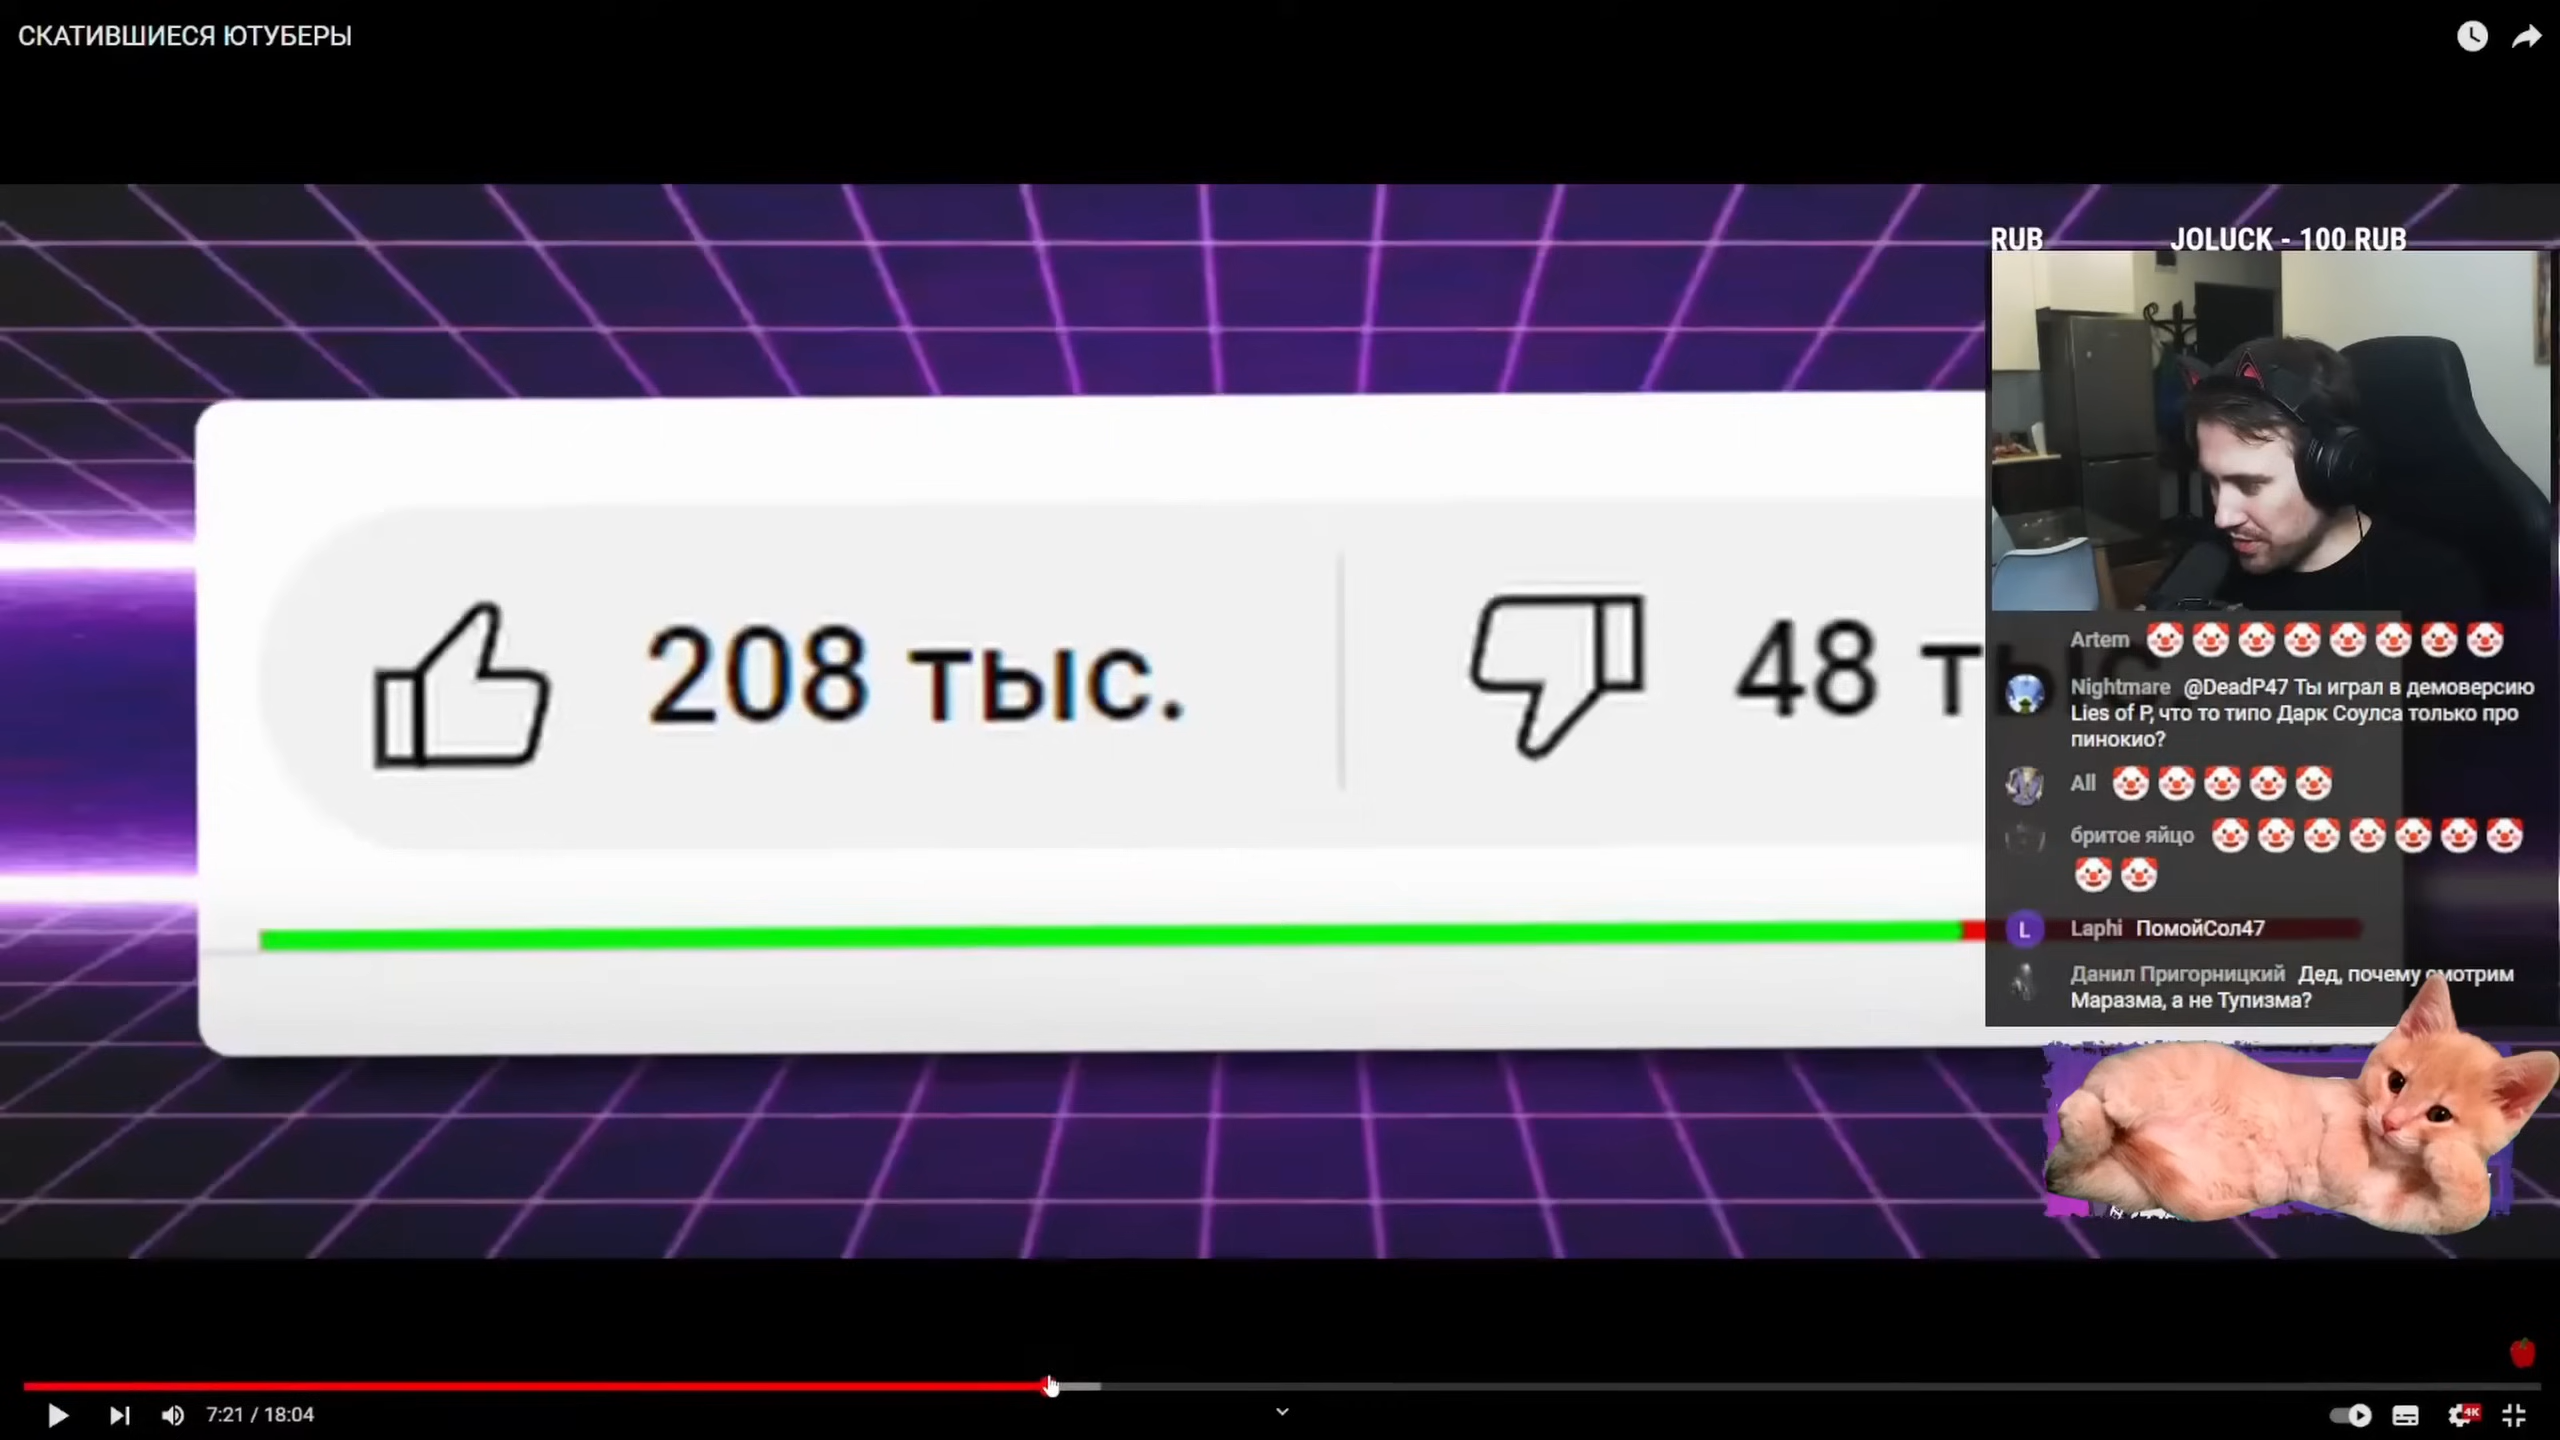 СКАТИВШИЕСЯ ЮТУБЕРЫ
RUB JOLUCK - 100 RUB
208 тыс.
48 тыс.
Artem 🤡🤡🤡🤡🤡🤡🤡🤡
Nightmare @DeadP47 Ты играл в демоверсию
Lies of P, что то типо Дарк Соулса только про
пинокио?
All 🤡🤡🤡🤡🤡
бритое яйцо 🤡🤡🤡🤡🤡🤡🤡
🤡🤡
L Laphi ПомойСол47
Данил Пригорницкий Дед, почему смотрим
Маразма, а не Тупизма?
7:21 / 18:04
4K